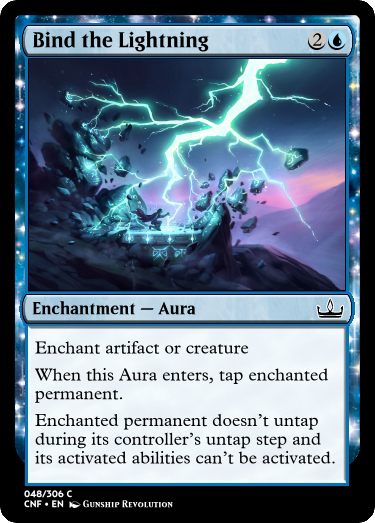 Bind the Lightning 2
Enchantment — Aura
Enchant artifact or creature
When this Aura enters, tap enchanted
permanent.
Enchanted permanent doesn't untap
during its controller's untap step and
its activated abilities can't be activated.
048/306 C
CNF • EN Gunship Revolution